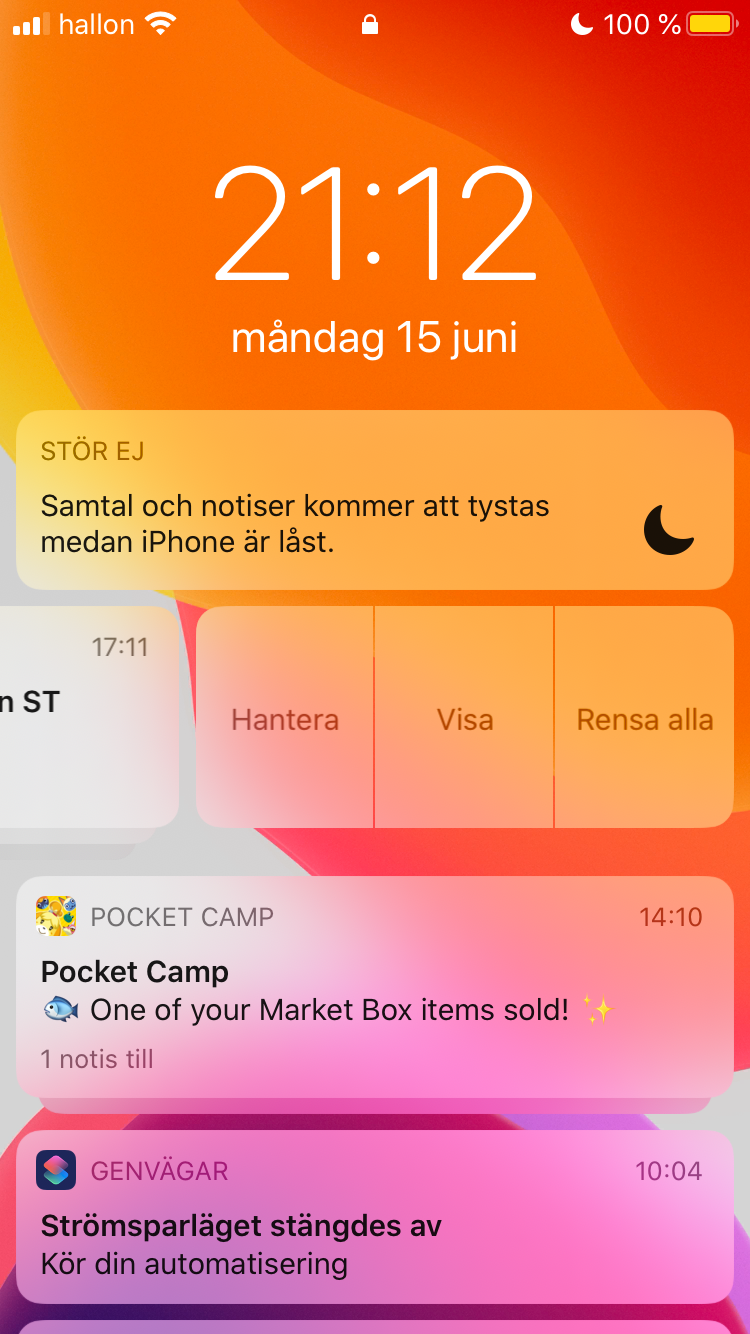 hallon 100 %
21:12
måndag 15 juni
STÖR EJ
Samtal och notiser kommer att tystas
medan iPhone är låst.
17:11
n ST
Hantera Visa Rensa alla
POCKET CAMP 14:10
Pocket Camp
🐟 One of your Market Box items sold! ✨
1 notis till
GENVÄGAR 10:04
Strömsparläget stängdes av
Kör din automatisering